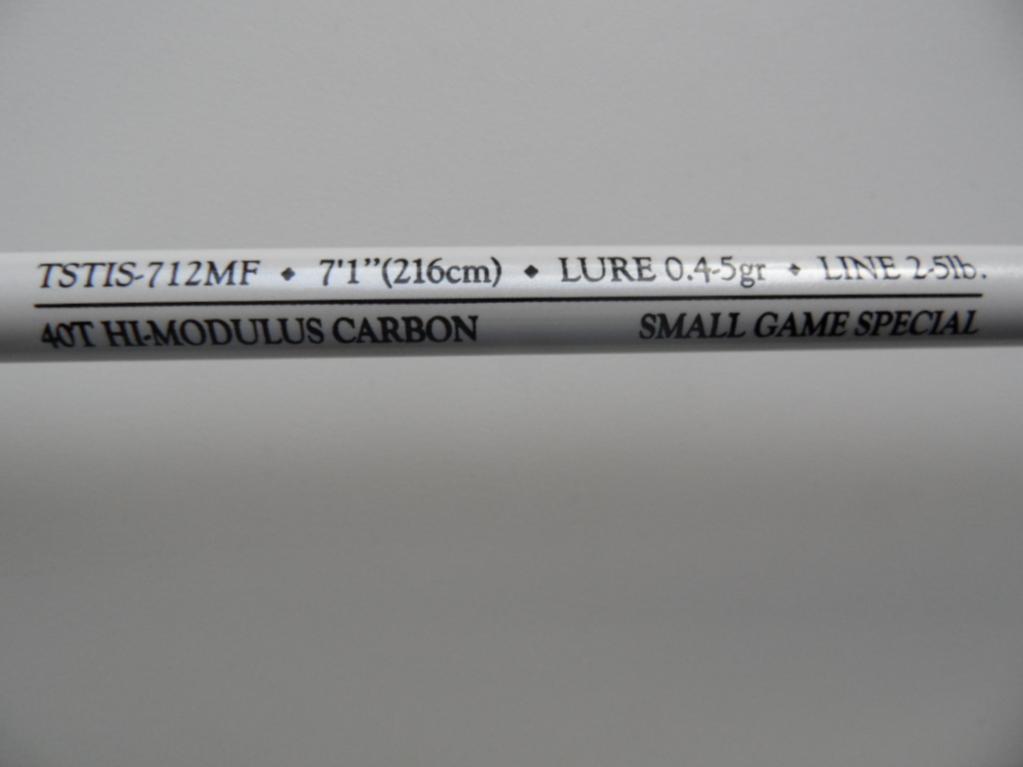 TSTIS-712MF ◆ 7'1”(216cm) ◆ LURE 0.4-5gr ◆ LINE 2-5lb.
40T HI-MODULUS CARBON SMALL GAME SPECIAL